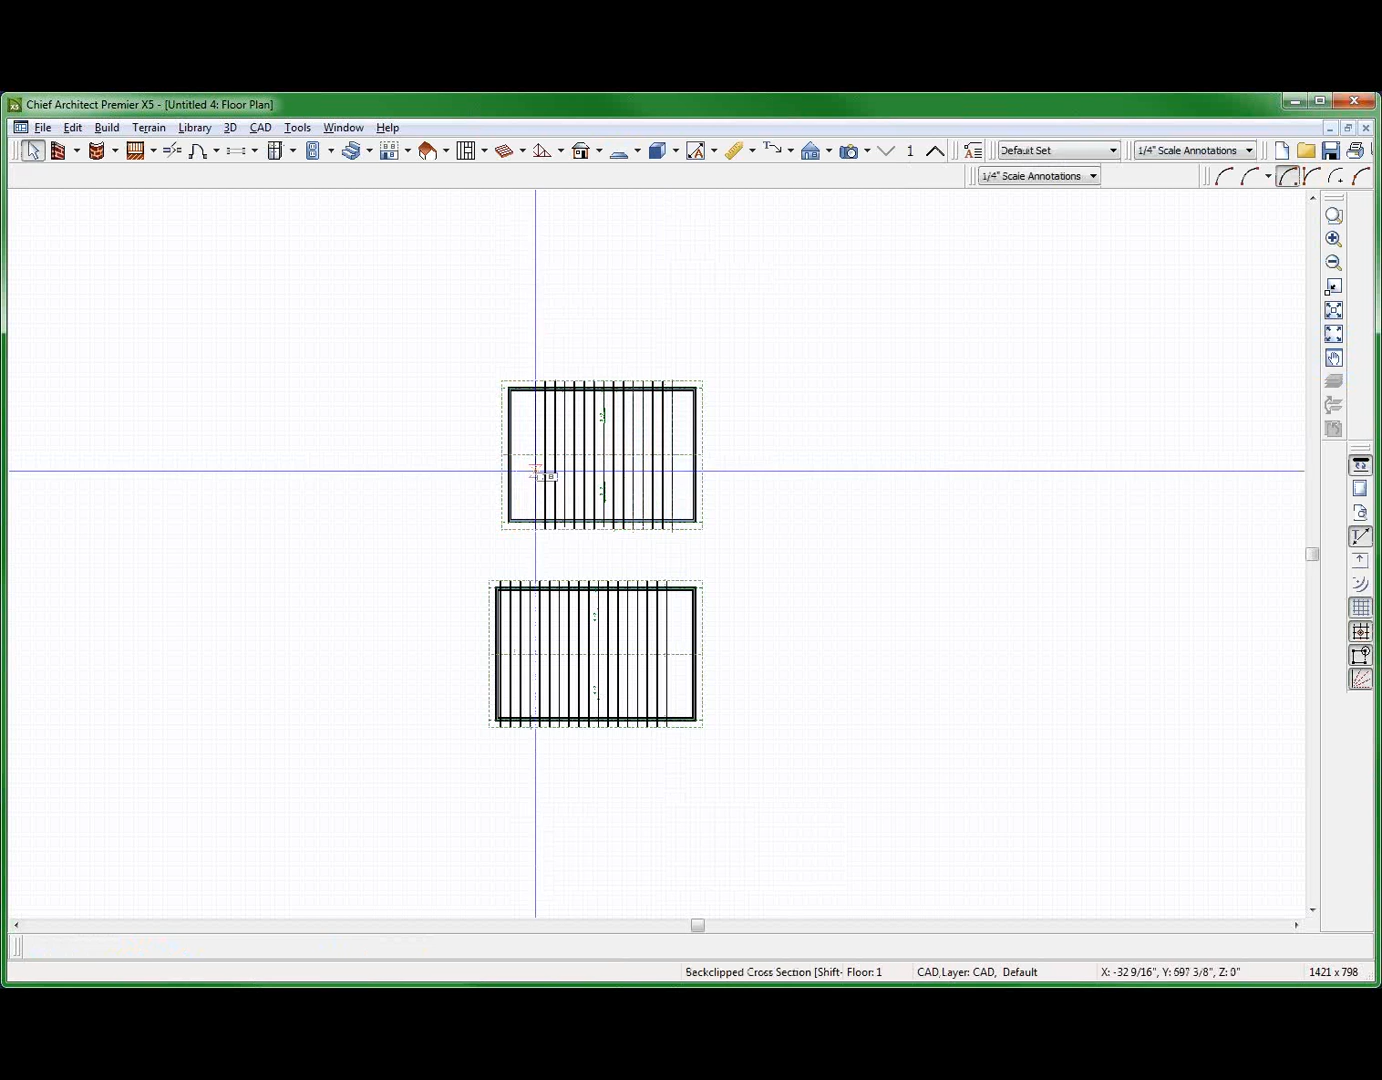 Chief Architect Premier X5 - [Untitled 4: Floor Plan]
File Edit Build Terrain Library 3D CAD Tools Window Help
1 Default Set 1/4" Scale Annotations
1/4" Scale Annotations
Backclipped Cross Section [Shift- Floor: 1 CAD,Layer: CAD, Default X: -32 9/16", Y: 697 3/8", Z: 0" 1421 x 798